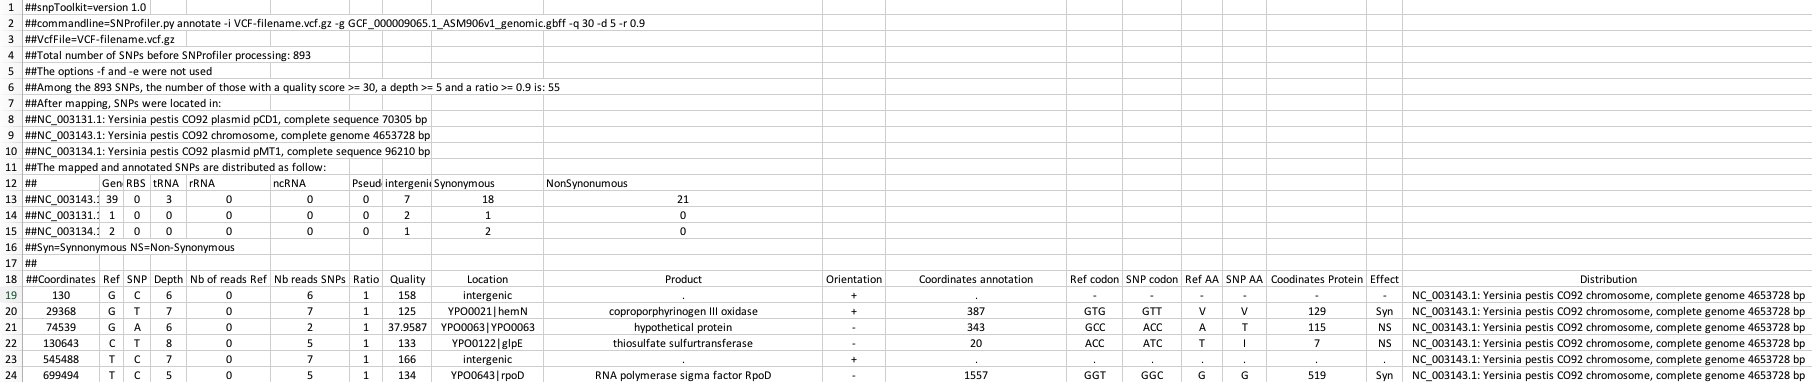 1 ##snpToolkit=version 1.0
2 ##commandline=SNProfiler.py annotate -i VCF-filename.vcf.gz -g GCF_000009065.1_ASM906v1_genomic.gbff -q 30 -d 5 -r 0.9
3 ##VcfFile=VCF-filename.vcf.gz
4 ##Total number of SNPs before SNProfiler processing: 893
5 ##The options -f and -e were not used
6 ##Among the 893 SNPs, the number of those with a quality score >= 30, a depth >= 5 and a ratio >= 0.9 is: 55
7 ##After mapping, SNPs were located in:
8 ##NC_003131.1: Yersinia pestis CO92 plasmid pCD1, complete sequence 70305 bp
9 ##NC_003143.1: Yersinia pestis CO92 chromosome, complete genome 4653728 bp
10 ##NC_003134.1: Yersinia pestis CO92 plasmid pMT1, complete sequence 96210 bp
11 ##The mapped and annotated SNPs are distributed as follow:
12 ## Gen RBS tRNA rRNA ncRNA Pseud intergenic Synonymous NonSynonumous
13 ##NC_003143.1 39 0 3 0 0 0 7 18 21
14 ##NC_003131.1 1 0 0 0 0 0 2 1 0
15 ##NC_003134.1 2 0 0 0 0 0 1 2 0
16 ##Syn=Synnonymous NS=Non-Synonymous
17 ##
18 ##Coordinates Ref SNP Depth Nb of reads Ref Nb reads SNPs Ratio Quality Location Product Orientation Coordinates annotation Ref codon SNP codon Ref AA SNP AA Coodinates Protein Effect Distribution
19 130 G C 6 0 6 1 158 intergenic . + . - - - - - - NC_003143.1: Yersinia pestis CO92 chromosome, complete genome 4653728 bp
20 29368 G T 7 0 7 1 125 YPO0021|hemN coproporphyrinogen III oxidase + 387 GTG GTT V V 129 Syn NC_003143.1: Yersinia pestis CO92 chromosome, complete genome 4653728 bp
21 74539 G A 6 0 2 1 37.9587 YPO0063|YPO0063 hypothetical protein - 343 GCC ACC A T 115 NS NC_003143.1: Yersinia pestis CO92 chromosome, complete genome 4653728 bp
22 130643 C T 8 0 5 1 133 YPO0122|glpE thiosulfate sulfurtransferase - 20 ACC ATC T I 7 NS NC_003143.1: Yersinia pestis CO92 chromosome, complete genome 4653728 bp
23 545488 T C 7 0 7 1 166 intergenic . + . . . . . . . NC_003143.1: Yersinia pestis CO92 chromosome, complete genome 4653728 bp
24 699494 T C 5 0 5 1 134 YPO0643|rpoD RNA polymerase sigma factor RpoD - 1557 GGT GGC G G 519 Syn NC_003143.1: Yersinia pestis CO92 chromosome, complete genome 4653728 bp